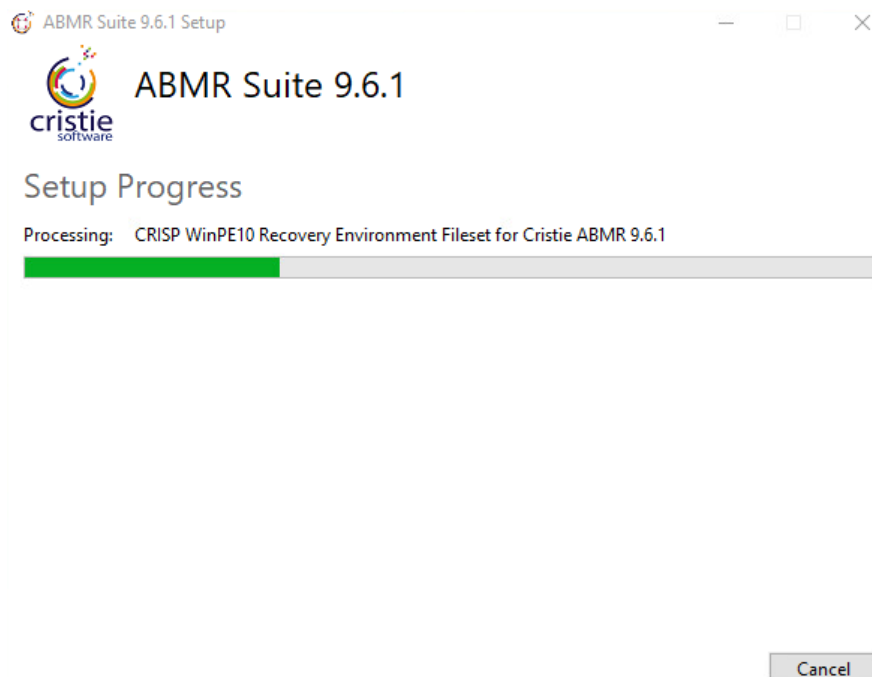 ABMR Suite 9.6.1 Setup
cristie
software
ABMR Suite 9.6.1
Setup Progress
Processing: CRISP WinPE10 Recovery Environment Fileset for Cristie ABMR 9.6.1
Cancel